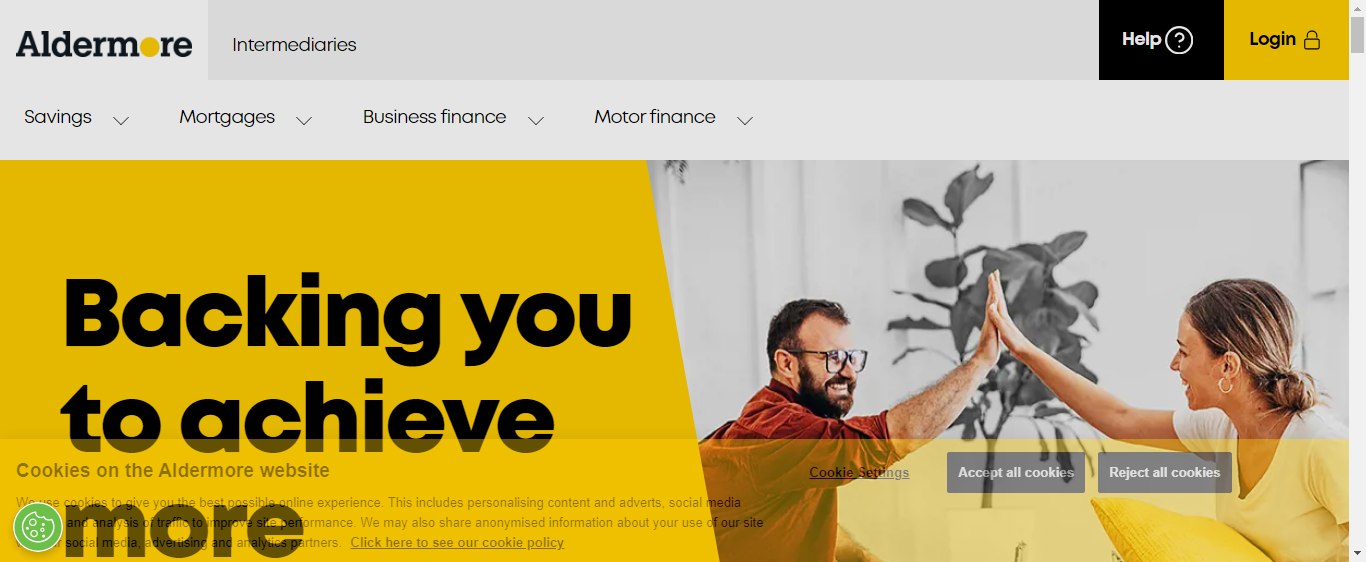 Aldermore
Intermediaries
Help
Login
Savings
Mortgages
Business finance
Motor finance
Backing you
to achieve
more
Cookies on the Aldermore website
We use cookies to give you the best possible online experience. This includes personalising content and adverts, social media
and analysis of traffic to improve site performance. We may also share anonymised information about your use of our site
social media, advertising and analytics partners. Click here to see our cookie policy
Cookie Settings
Accept all cookies
Reject all cookies